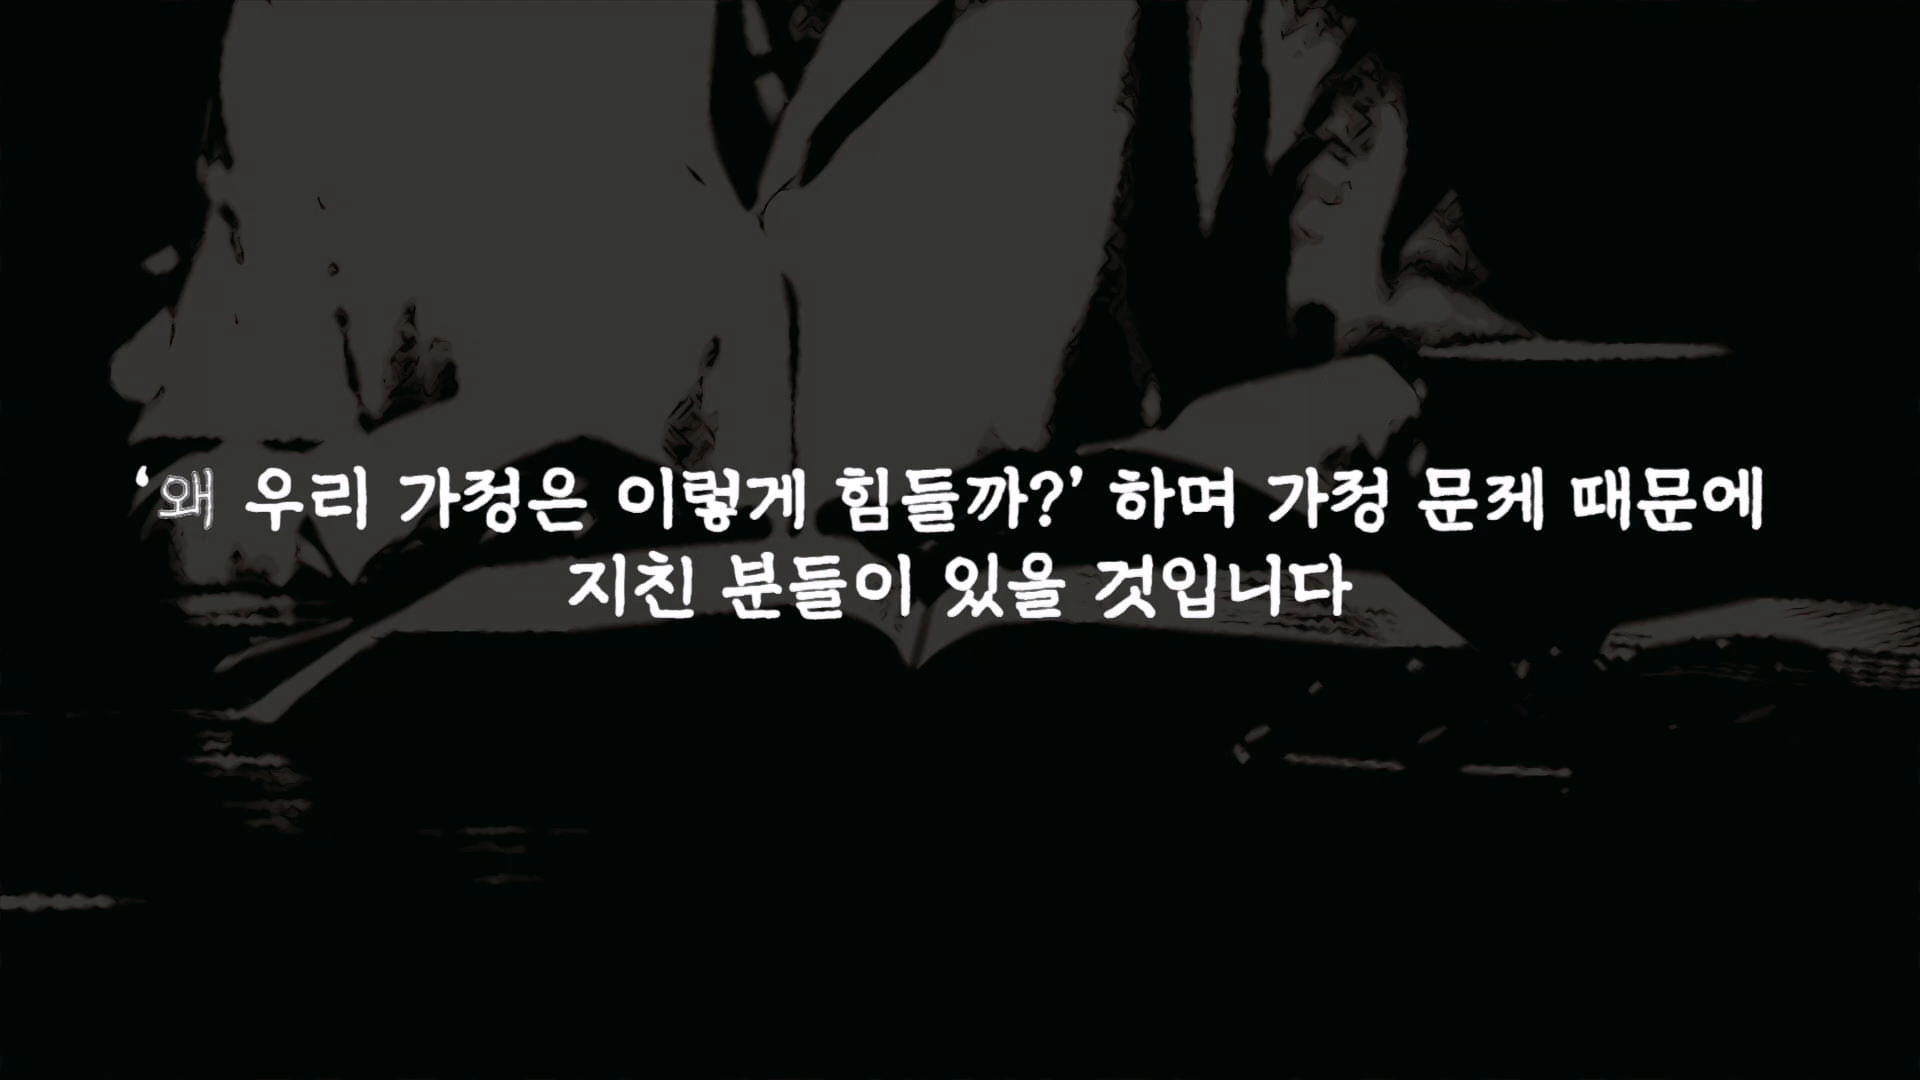 ‘왜 우리 가정은 이렇게 힘들까?’ 하며 가정 문제 때문에
지친 분들이 있을 것입니다